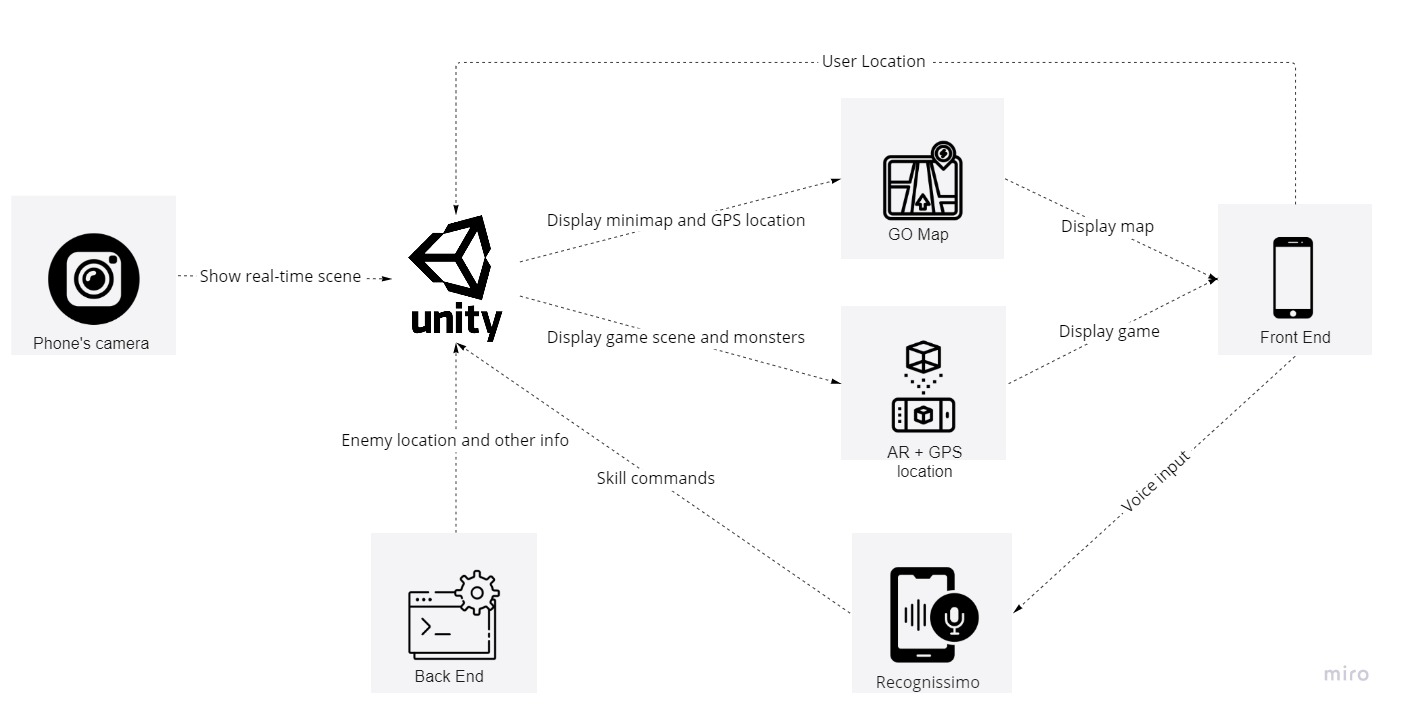 User Location
Display minimap and GPS location
GO Map
Display map
Show real-time scene
unity
Phone's camera
Display game scene and monsters
Display game
Front End
Enemy location and other info
AR + GPS
location
Skill commands
Voice input
Back End
Recognissimo
miro